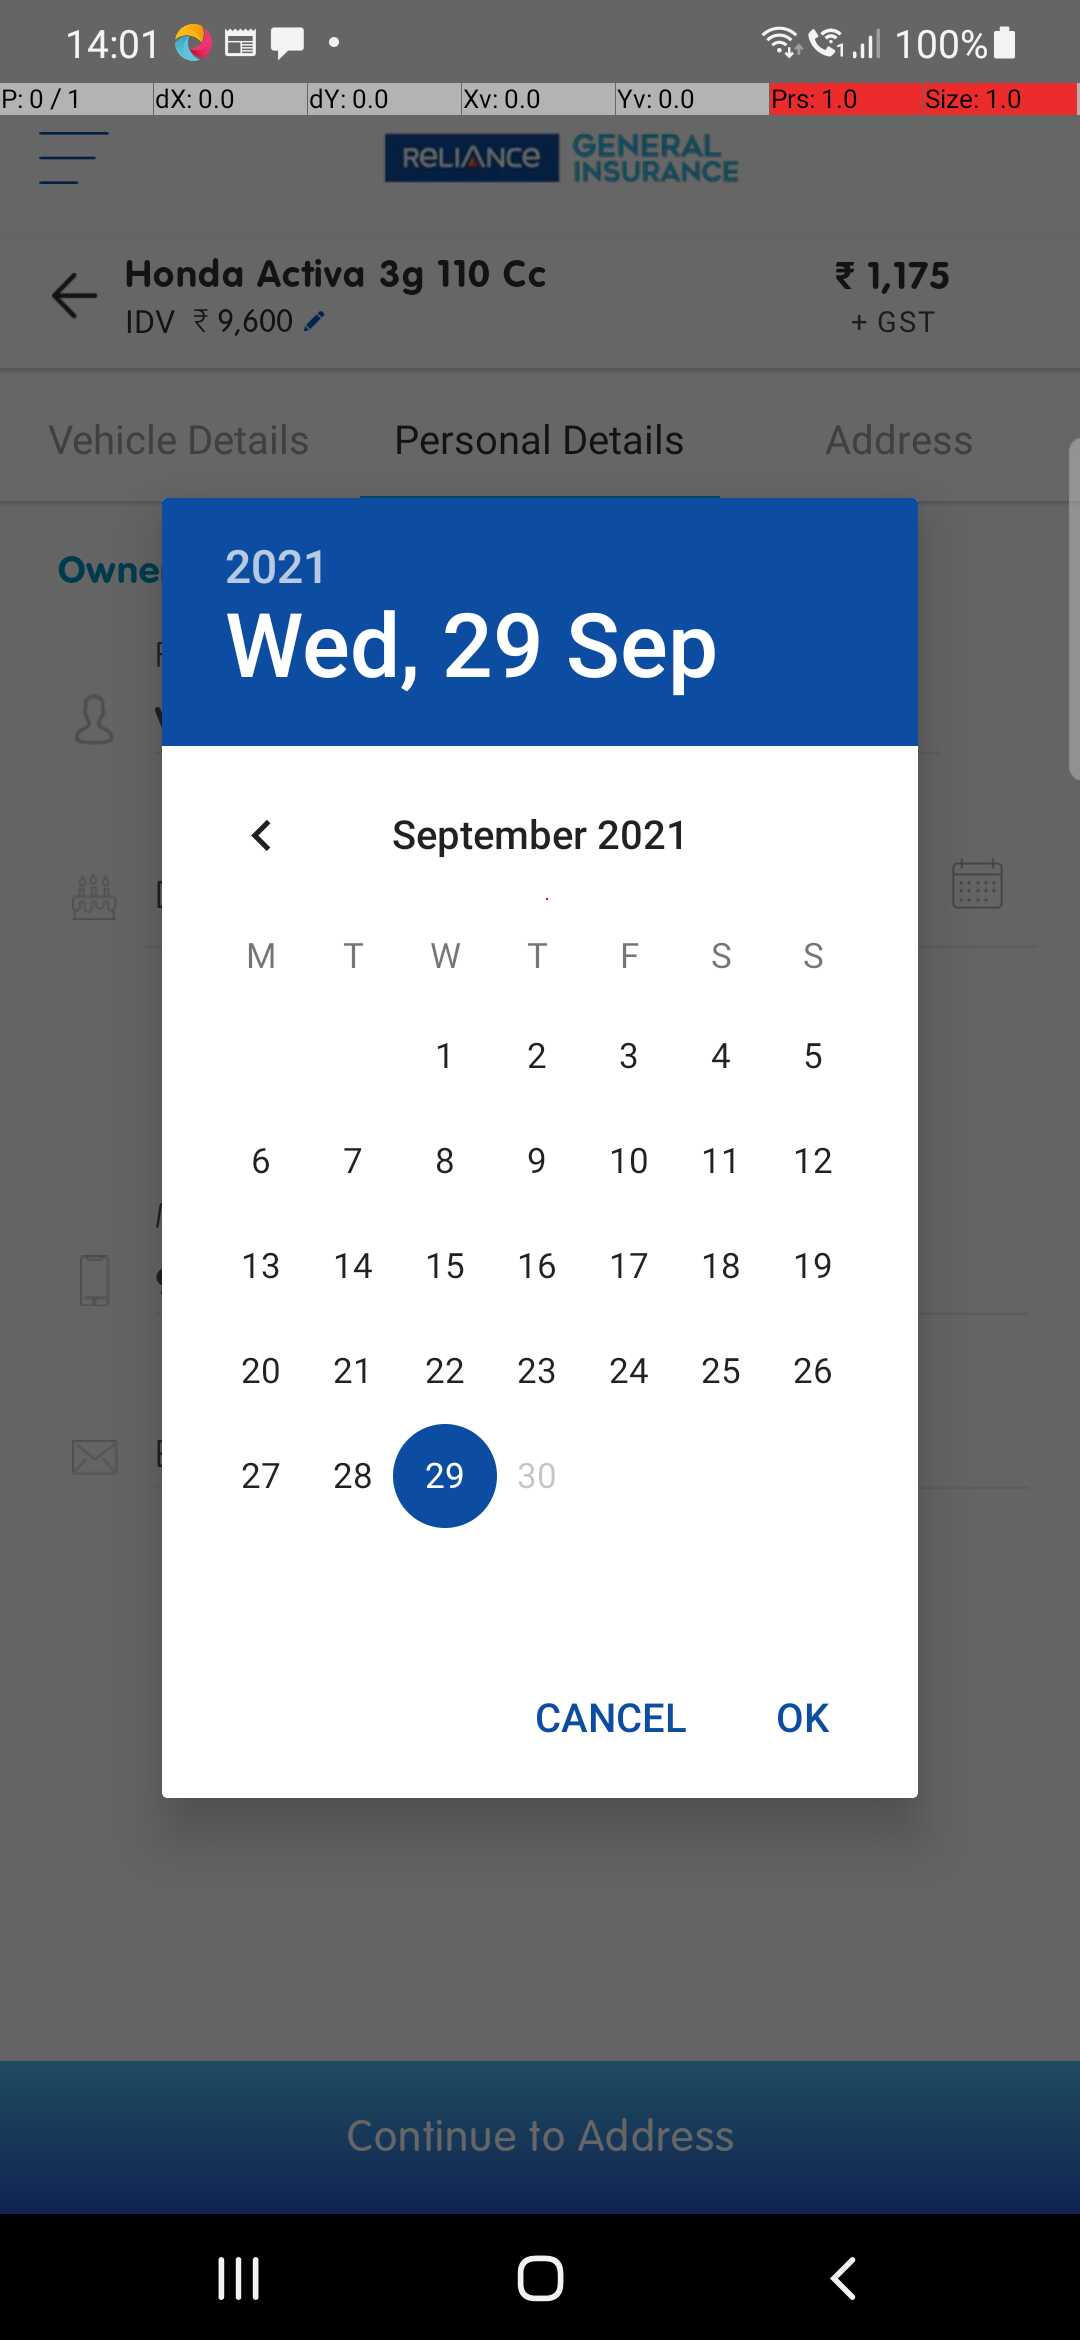 14:01
100%
P: 0 / 1 dX: 0.0 dY: 0.0 Xv: 0.0 Yv: 0.0 Prs: 1.0 Size: 1.0
RELIANCE GENERAL INSURANCE
Honda Activa 3g 110 Cc ₹ 1,175
IDV ₹ 9,600 + GST
Vehicle Details Personal Details Address
2021
Wed, 29 Sep
September 2021
M T W T F S S
1 2 3 4 5
6 7 8 9 10 11 12
13 14 15 16 17 18 19
20 21 22 23 24 25 26
27 28 29 30
CANCEL OK
Continue to Address